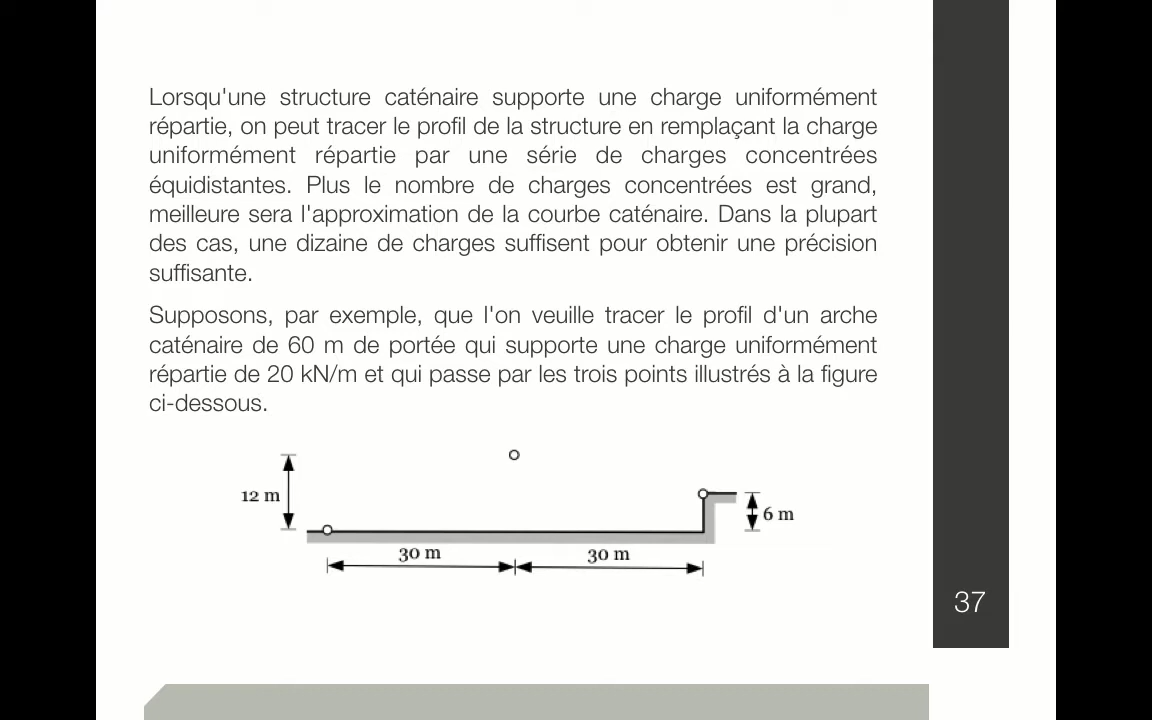 Lorsqu'une structure caténaire supporte une charge uniformément
répartie, on peut tracer le profil de la structure en remplaçant la charge
uniformément répartie par une série de charges concentrées
équidistantes. Plus le nombre de charges concentrées est grand,
meilleure sera l'approximation de la courbe caténaire. Dans la plupart
des cas, une dizaine de charges suffisent pour obtenir une précision
suffisante.
Supposons, par exemple, que l'on veuille tracer le profil d'un arche
caténaire de 60 m de portée qui supporte une charge uniformément
répartie de 20 kN/m et qui passe par les trois points illustrés à la figure
ci-dessous.
12 m
6 m
30 m
30 m
37